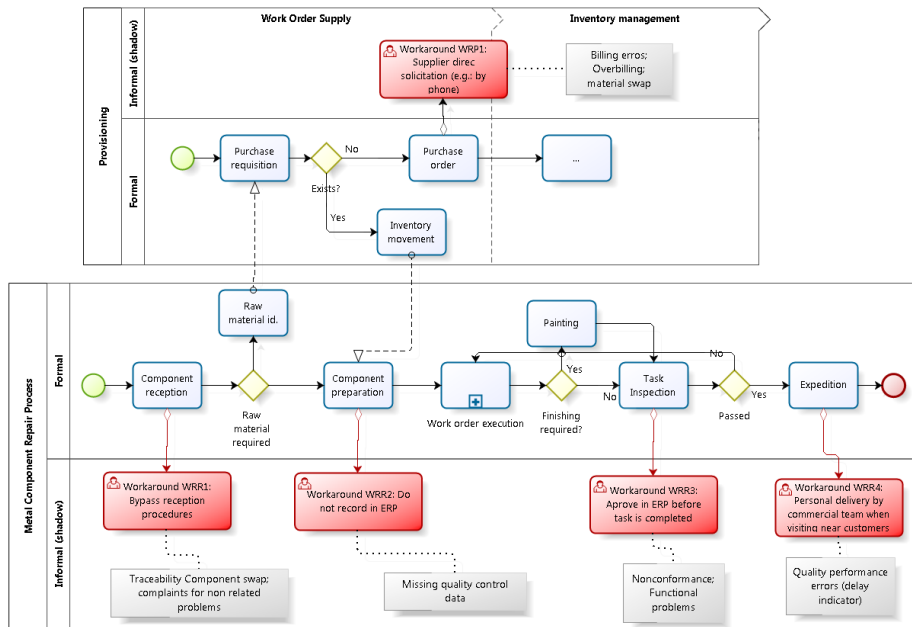 Work Order Supply
Inventory management
Provisioning
Informal (shadow)
Workaround WRP1:
Supplier direc
solicitation (e.g.: by
phone)
Billing erros;
Overbilling;
material swap
Formal
Purchase
requisition
Exists?
No
Yes
Purchase
order
...
Inventory
movement
Metal Component Repair Process
Formal
Raw
material id.
Component
reception
Raw
material
required
Component
preparation
Work order execution
Painting
Yes
Finishing
required?
No
Task
Inspection
No
Passed
Yes
Expedition
Informal (shadow)
Workaround WRR1:
Bypass reception
procedures
Traceability Component swap;
complaints for non related
problems
Workaround WRR2: Do
not record in ERP
Missing quality control
data
Workaround WRR3:
Aprove in ERP before
task is completed
Nonconformance;
Functional
problems
Workaround WRR4:
Personal delivery by
commercial team when
visiting near customers
Quality performance
errors (delay
indicator)